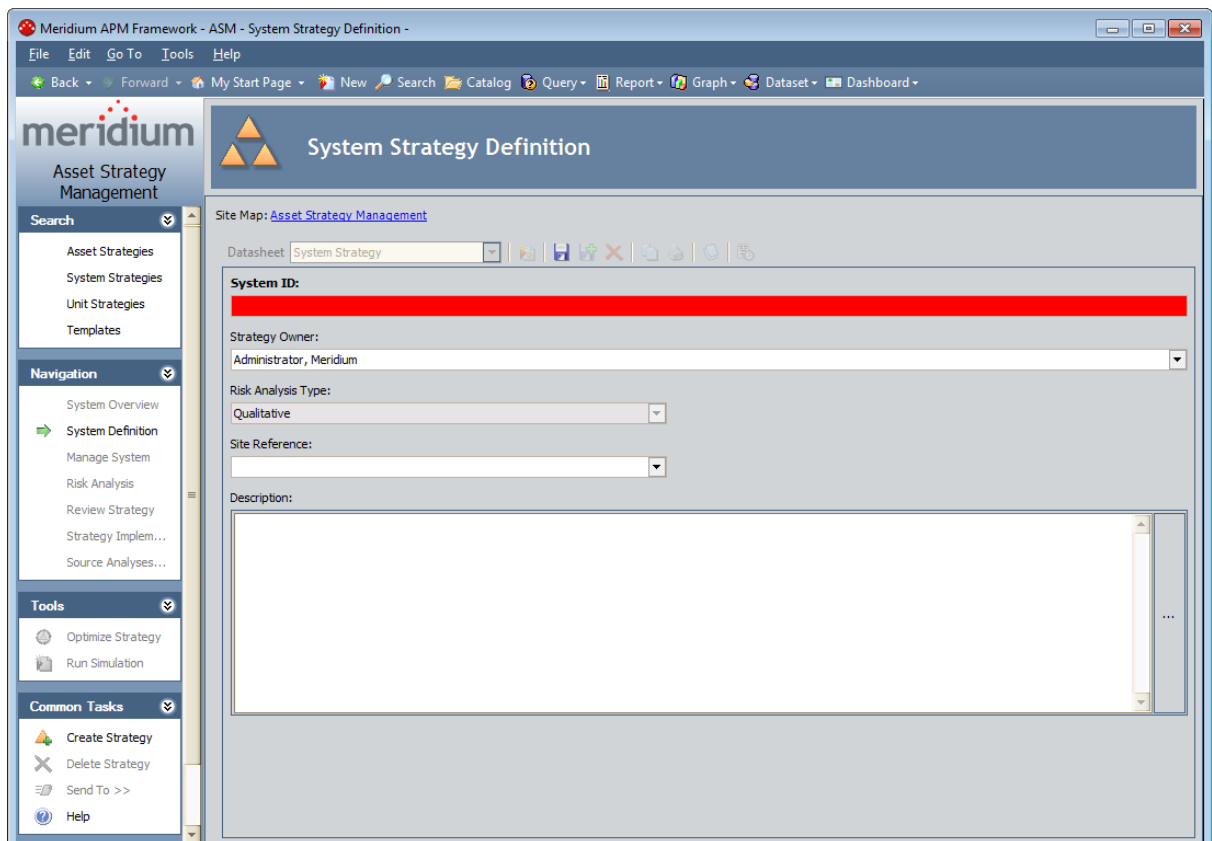 Meridium APM Framework - ASM - System Strategy Definition -
File Edit Go To Tools Help
Back Forward My Start Page New Search Catalog Query Report Graph Dataset Dashboard
meridium
Asset Strategy
Management
System Strategy Definition
Search
Asset Strategies
System Strategies
Unit Strategies
Templates
Navigation
System Overview
System Definition
Manage System
Risk Analysis
Review Strategy
Strategy Implem...
Source Analyses...
Tools
Optimize Strategy
Run Simulation
Common Tasks
Create Strategy
Delete Strategy
Send To >>
Help
Site Map: Asset Strategy Management
Datasheet System Strategy
System ID:
Strategy Owner:
Administrator, Meridium
Risk Analysis Type:
Qualitative
Site Reference:
Description:
...